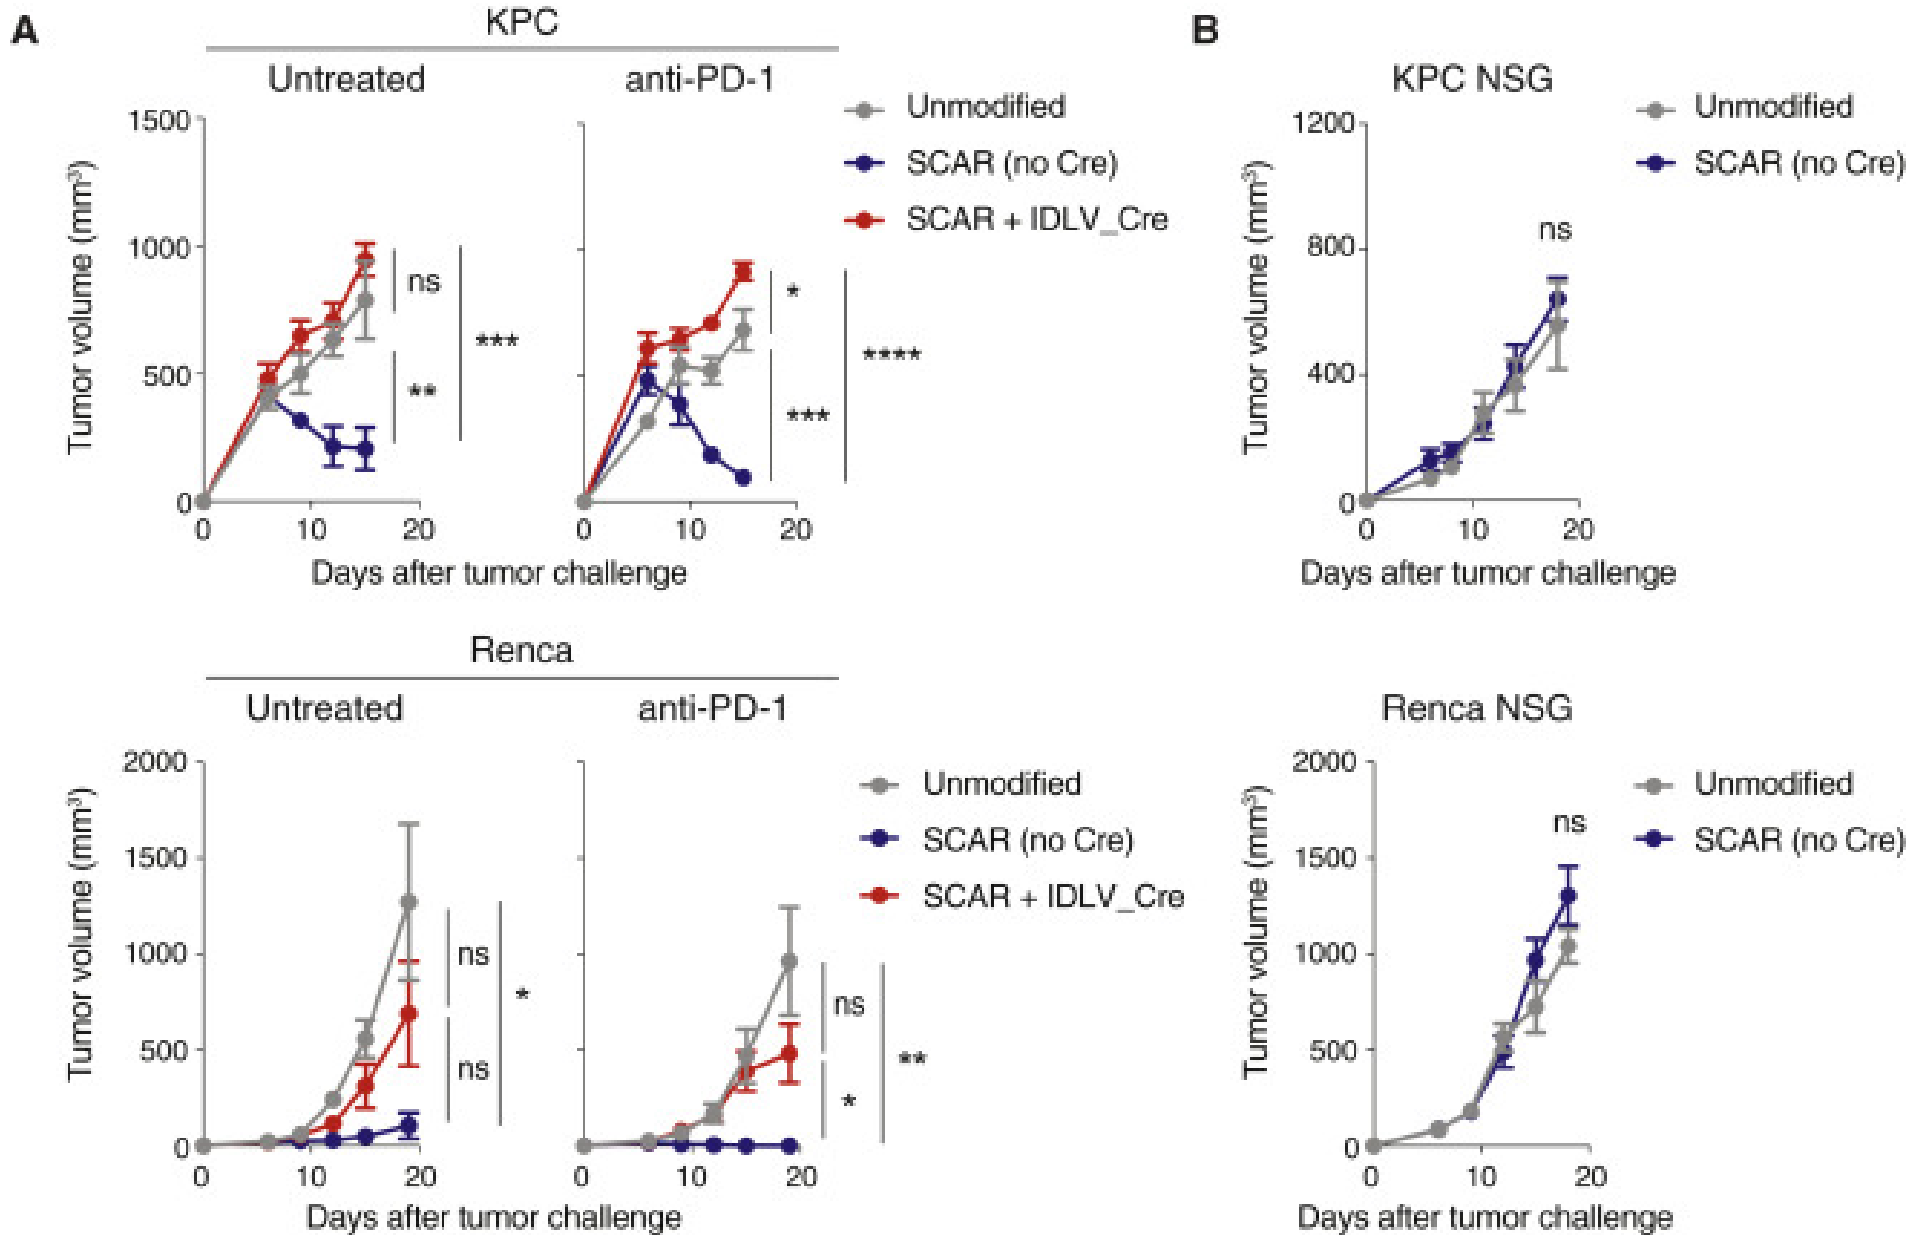 A
KPC
Untreated
anti-PD-1
Unmodified
SCAR (no Cre)
SCAR + IDLV_Cre
Tumor volume (mm³)
1500
1000
500
0
ns
**
***
*
***
****
0 10 20
0 10 20
Days after tumor challenge
B
KPC NSG
Unmodified
SCAR (no Cre)
Tumor volume (mm³)
1200
800
400
0
ns
0 10 20
Days after tumor challenge
Renca
Untreated
anti-PD-1
Unmodified
SCAR (no Cre)
SCAR + IDLV_Cre
Tumor volume (mm³)
2000
1500
1000
500
0
ns
ns
*
ns
*
**
0 10 20
0 10 20
Days after tumor challenge
Renca NSG
Unmodified
SCAR (no Cre)
Tumor volume (mm³)
2000
1500
1000
500
0
ns
0 10 20
Days after tumor challenge